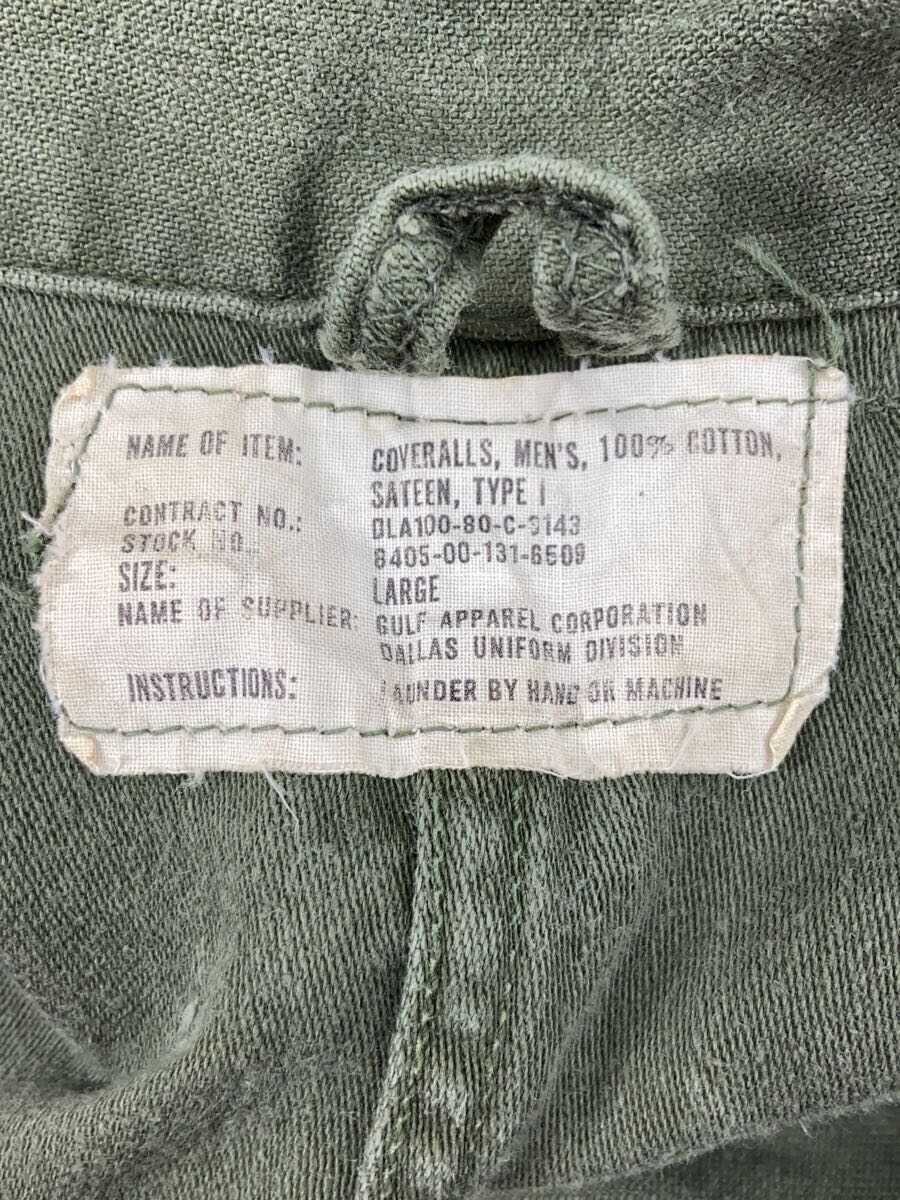 NAME OF ITEM: COVERALLS, MEN'S, 100% COTTON,
SATEEN, TYPE I
CONTRACT NO.: DLA100-80-C-3143
STOCK NO.: 8405-00-131-6509
SIZE: LARGE
NAME OF SUPPLIER: GULF APPAREL CORPORATION
DALLAS UNIFORM DIVISION
INSTRUCTIONS: LAUNDER BY HAND OR MACHINE